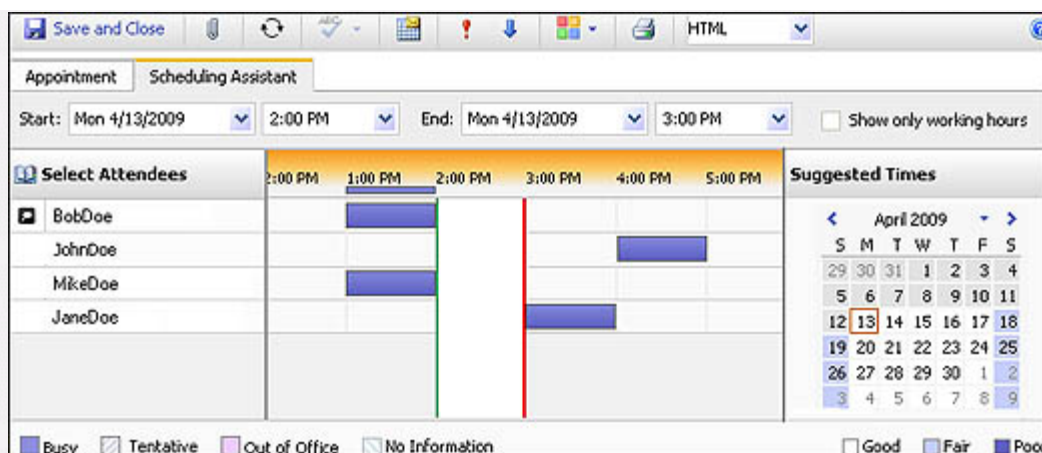 Save and Close ABC HTML
Appointment Scheduling Assistant
Start: Mon 4/13/2009 2:00 PM End: Mon 4/13/2009 3:00 PM Show only working hours
Select Attendees :00 PM 1:00 PM 2:00 PM 3:00 PM 4:00 PM 5:00 PM Suggested Times
BobDoe
JohnDoe
MikeDoe
JaneDoe
April 2009
S M T W T F S
29 30 31 1 2 3 4
5 6 7 8 9 10 11
12 13 14 15 16 17 18
19 20 21 22 23 24 25
26 27 28 29 30 1 2
3 4 5 6 7 8 9
Busy Tentative Out of Office No Information Good Fair Poo